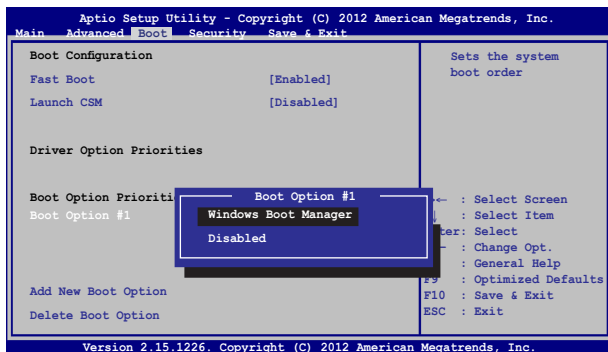 Aptio Setup Utility - Copyright (C) 2012 American Megatrends, Inc.
Main Advanced Boot Security Save & Exit
Boot Configuration
Fast Boot [Enabled]
Launch CSM [Disabled]
Driver Option Priorities
Boot Option Prioriti
Boot Option #1
Add New Boot Option
Delete Boot Option
Boot Option #1
Windows Boot Manager
Disabled
Sets the system
boot order
← : Select Screen
: Select Item
ter: Select
: Change Opt.
: General Help
F9 : Optimized Defaults
F10 : Save & Exit
ESC : Exit
Version 2.15.1226. Copyright (C) 2012 American Megatrends, Inc.